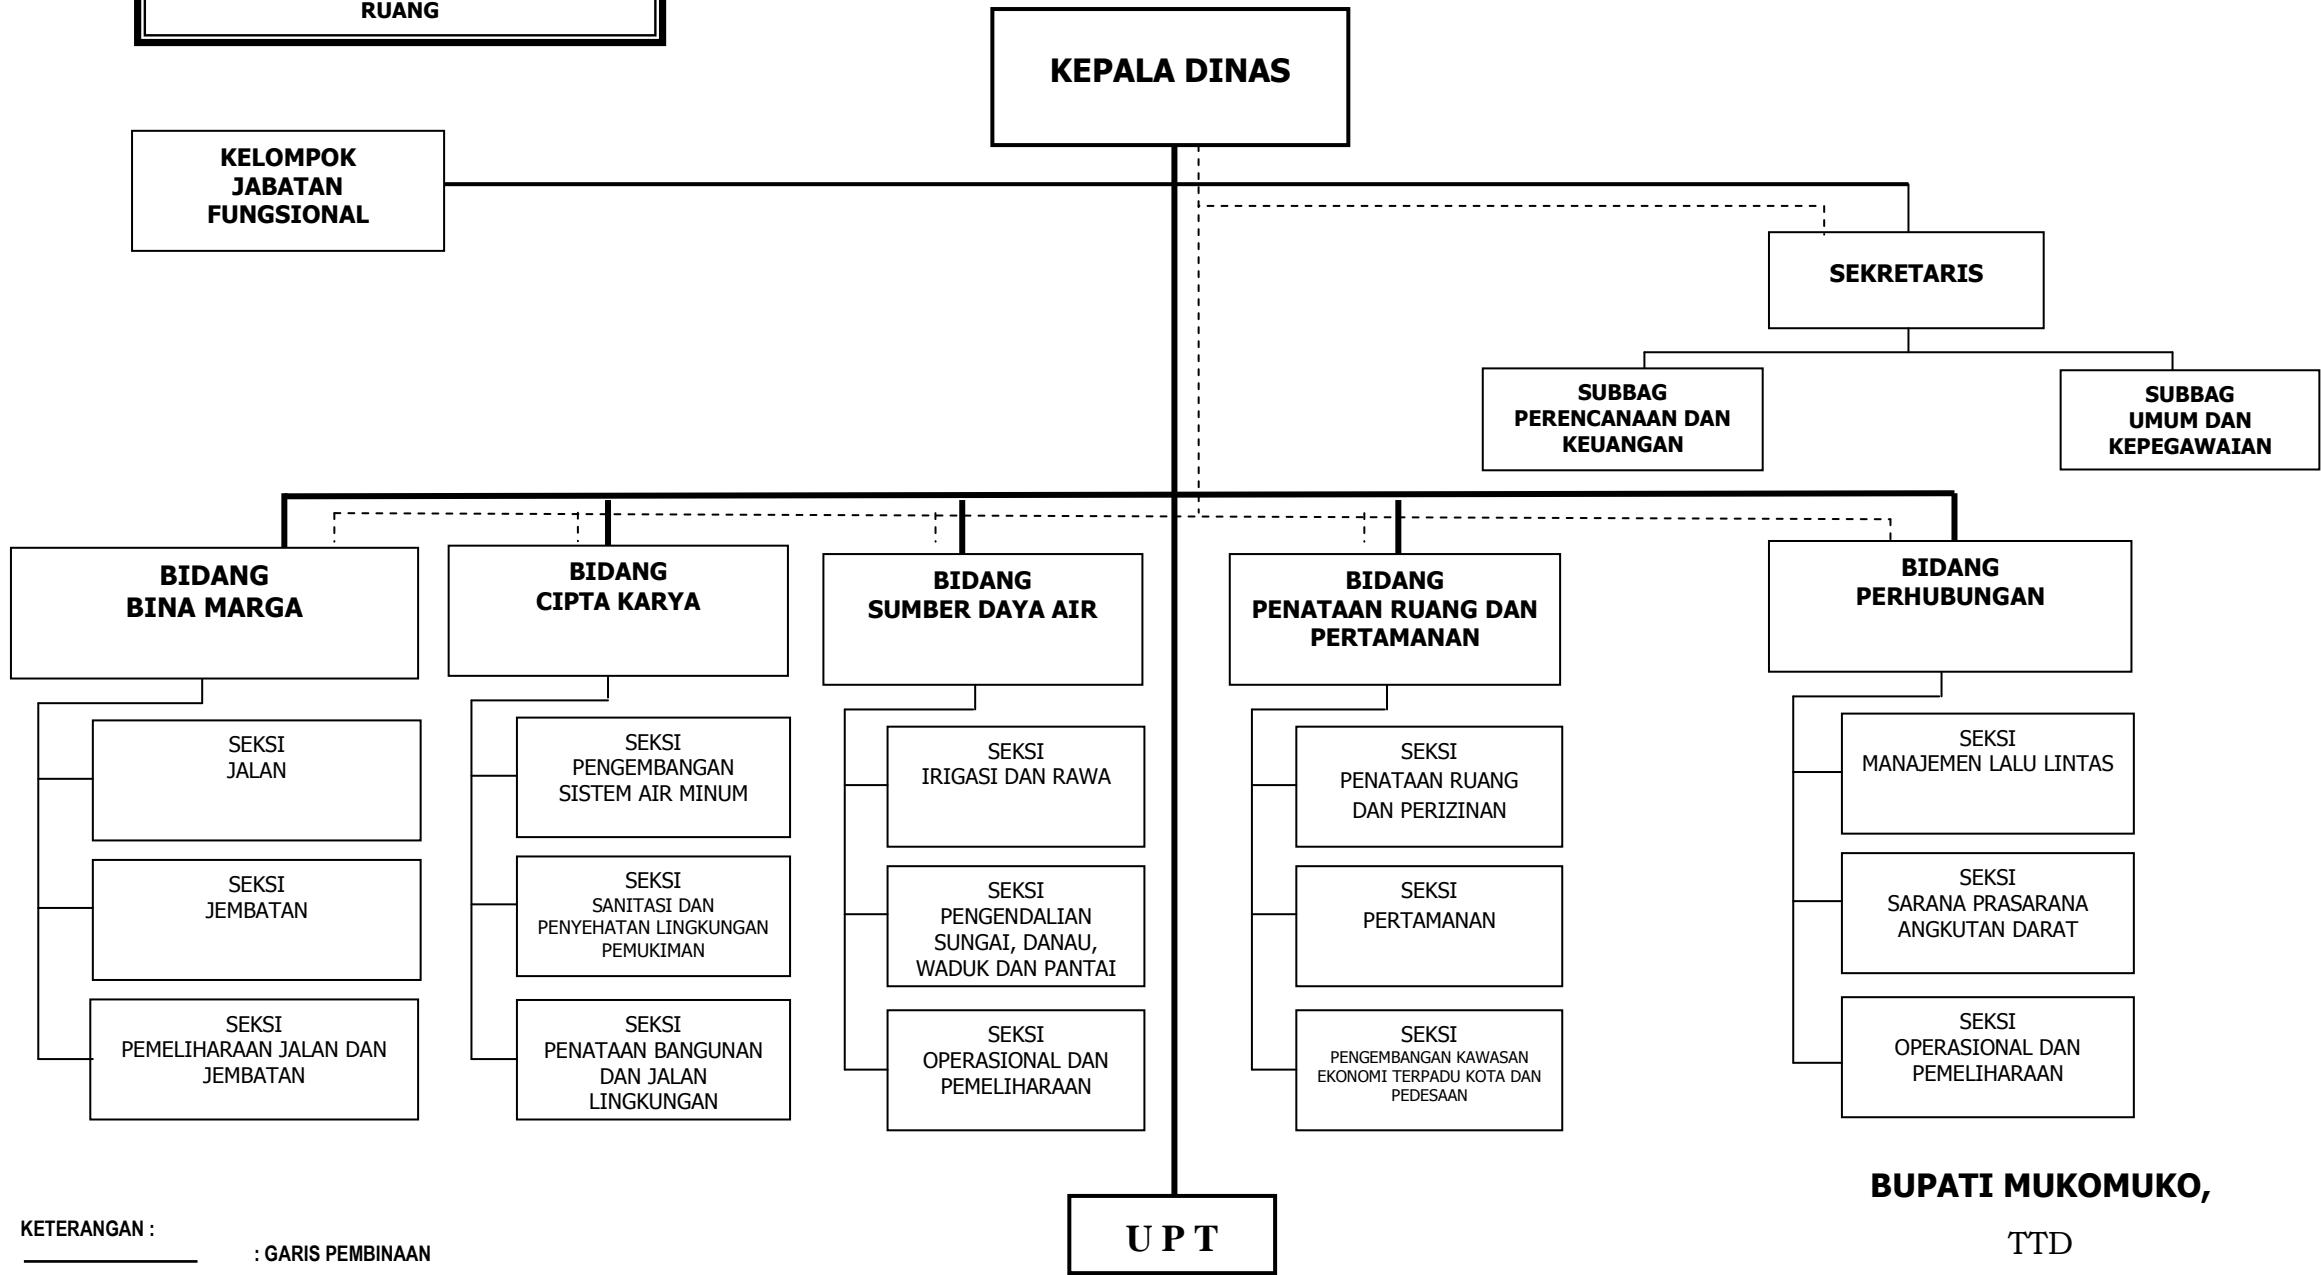 RUANG
KEPALA DINAS
KELOMPOK
JABATAN
FUNGSIONAL
SEKRETARIS
SUBBAG
PERENCANAAN DAN
KEUANGAN
SUBBAG
UMUM DAN
KEPEGAWAIAN
BIDANG
BINA MARGA
SEKSI
JALAN
SEKSI
JEMBATAN
SEKSI
PEMELIHARAAN JALAN DAN
JEMBATAN
BIDANG
CIPTA KARYA
SEKSI
PENGEMBANGAN
SISTEM AIR MINUM
SEKSI
SANITASI DAN
PENYEHATAN LINGKUNGAN
PEMUKIMAN
SEKSI
PENATAAN BANGUNAN
DAN JALAN
LINGKUNGAN
BIDANG
SUMBER DAYA AIR
SEKSI
IRIGASI DAN RAWA
SEKSI
PENGENDALIAN
SUNGAI, DANAU,
WADUK DAN PANTAI
SEKSI
OPERASIONAL DAN
PEMELIHARAAN
BIDANG
PENATAAN RUANG DAN
PERTAMANAN
SEKSI
PENATAAN RUANG
DAN PERIZINAN
SEKSI
PERTAMANAN
SEKSI
PENGEMBANGAN KAWASAN
EKONOMI TERPADU KOTA DAN
PEDESAAN
BIDANG
PERHUBUNGAN
SEKSI
MANAJEMEN LALU LINTAS
SEKSI
SARANA PRASARANA
ANGKUTAN DARAT
SEKSI
OPERASIONAL DAN
PEMELIHARAAN
U P T
KETERANGAN :
: GARIS PEMBINAAN
BUPATI MUKOMUKO,
TTD